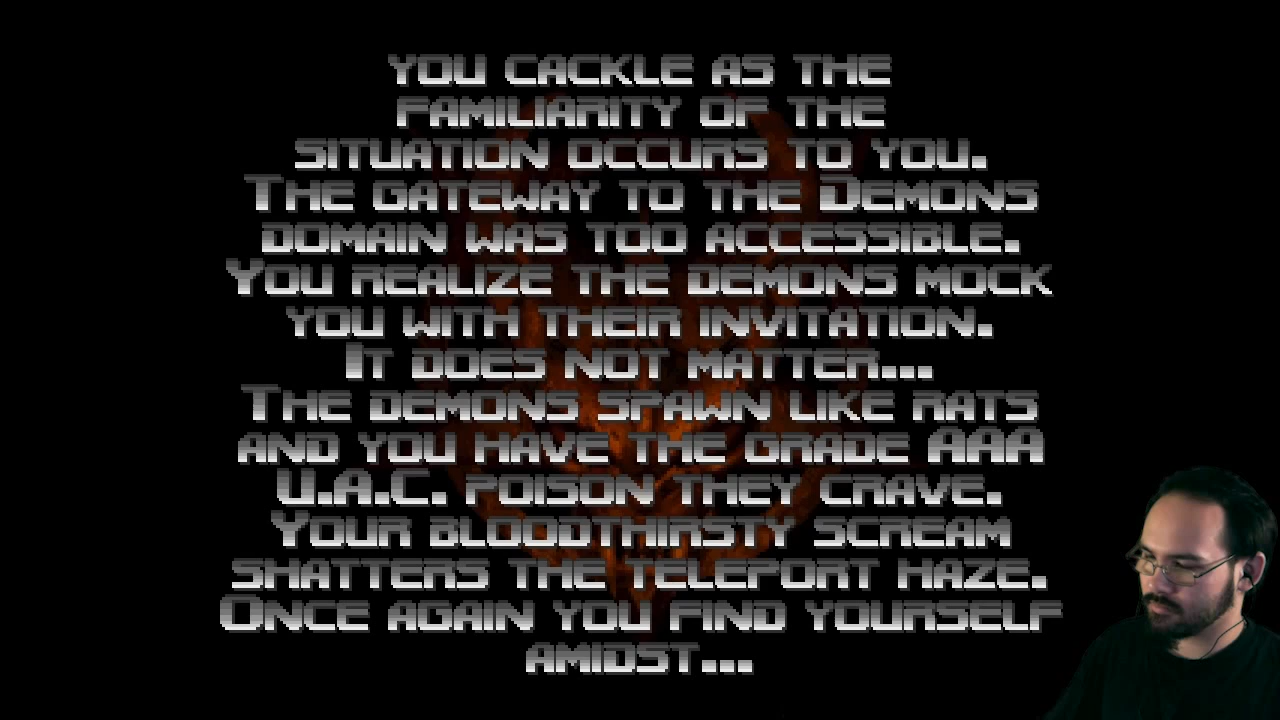 YOU CACKLE AS THE
FAMILIARITY OF THE
SITUATION OCCURS TO YOU.
THE GATEWAY TO THE DEMONS
DOMAIN WAS TOO ACCESSIBLE.
YOU REALIZE THE DEMONS MOCK
YOU WITH THEIR INVITATION.
IT DOES NOT MATTER...
THE DEMONS SPAWN LIKE RATS
AND YOU HAVE THE GRADE AAA
U.A.C. POISON THEY CRAVE.
YOUR BLOODTHIRSTY SCREAM
SHATTERS THE TELEPORT HAZE.
ONCE AGAIN YOU FIND YOURSELF
AMIDST...